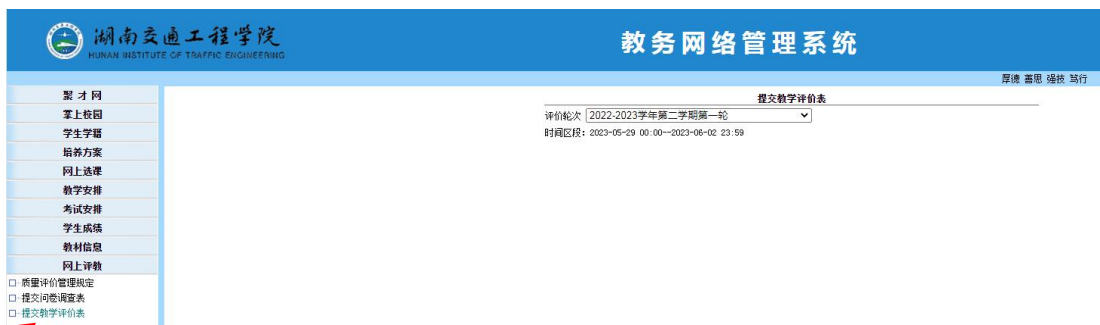 湖南交通工程学院
HUNAN INSTITUTE OF TRAFFIC ENGINEERING
教务网络管理系统
厚德 善思 强技 笃行
聚才网
掌上校园
学生学籍
培养方案
网上选课
教学安排
考试安排
学生成绩
教材信息
网上评教
质量评价管理规定
提交问卷调查表
提交教学评价表
提交教学评价表
评价轮次 2022-2023学年第二学期第一轮
时间区段: 2023-05-29 00:00--2023-06-02 23:59